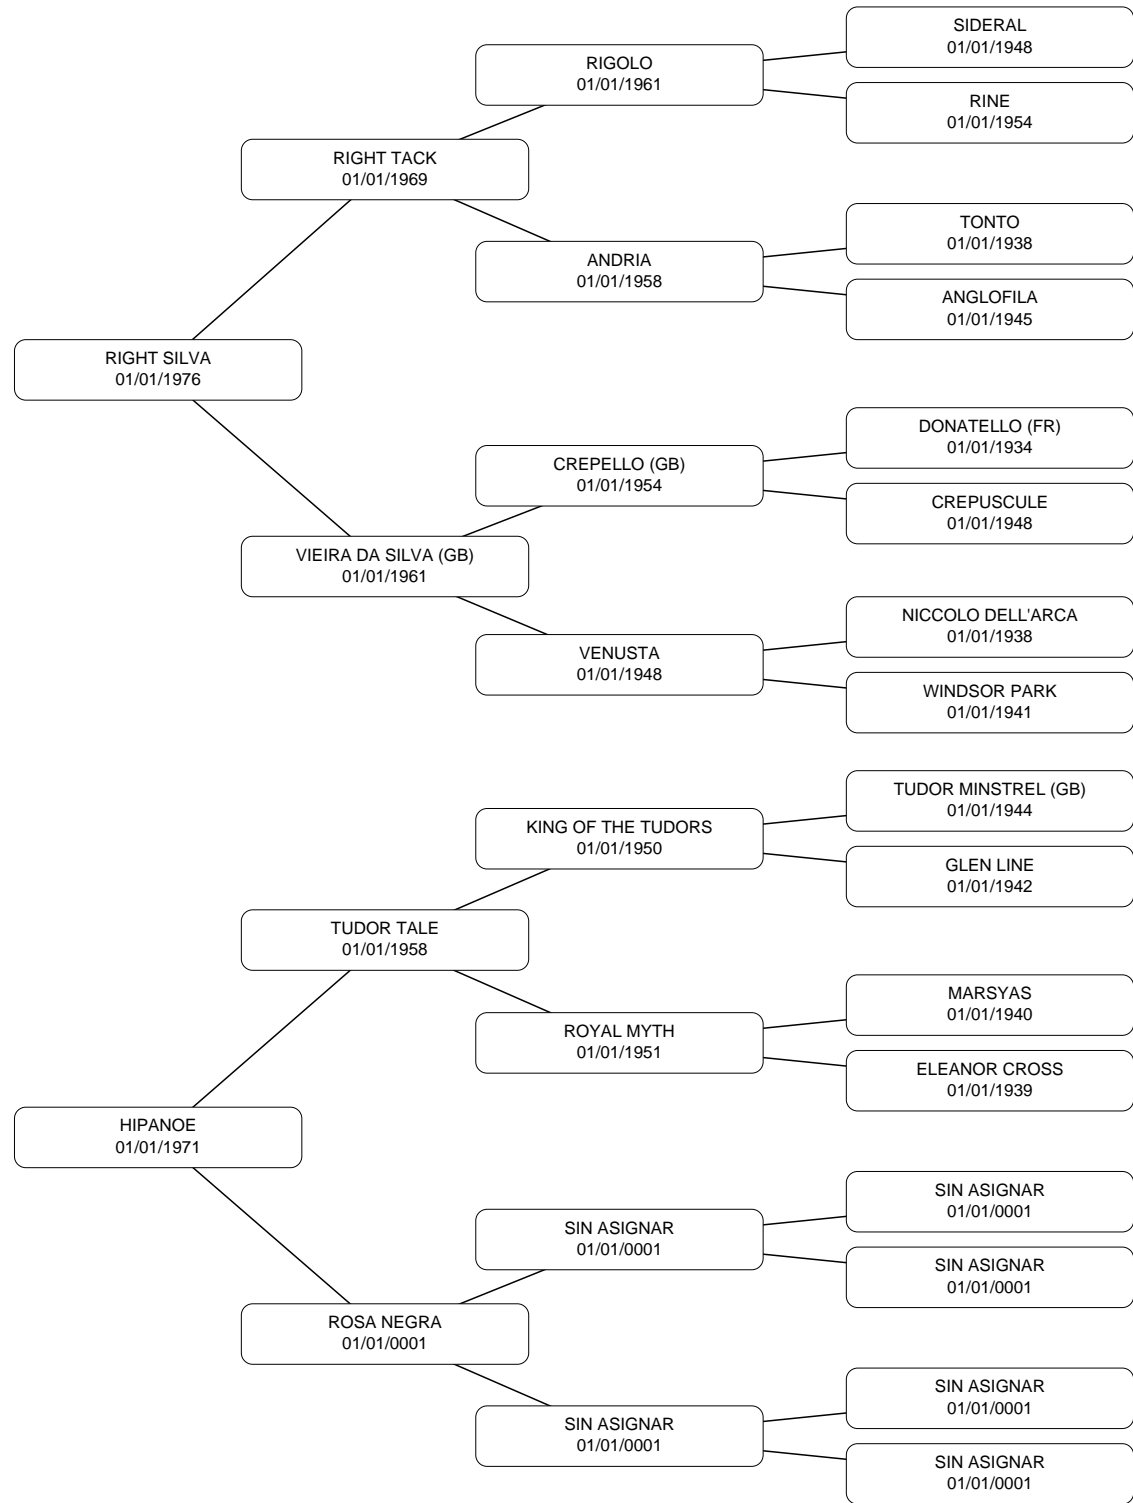 SIDERAL
01/01/1948
RIGOLO
01/01/1961
RINE
01/01/1954
RIGHT TACK
01/01/1969
TONTO
01/01/1938
ANDRIA
01/01/1958
ANGLOFILA
01/01/1945
RIGHT SILVA
01/01/1976
DONATELLO (FR)
01/01/1934
CREPELLO (GB)
01/01/1954
CREPUSCULE
01/01/1948
VIEIRA DA SILVA (GB)
01/01/1961
NICCOLO DELL'ARCA
01/01/1938
VENUSTA
01/01/1948
WINDSOR PARK
01/01/1941
TUDOR MINSTREL (GB)
01/01/1944
KING OF THE TUDORS
01/01/1950
GLEN LINE
01/01/1942
TUDOR TALE
01/01/1958
MARSYAS
01/01/1940
ROYAL MYTH
01/01/1951
ELEANOR CROSS
01/01/1939
HIPANOE
01/01/1971
SIN ASIGNAR
01/01/0001
SIN ASIGNAR
01/01/0001
SIN ASIGNAR
01/01/0001
ROSA NEGRA
01/01/0001
SIN ASIGNAR
01/01/0001
SIN ASIGNAR
01/01/0001
SIN ASIGNAR
01/01/0001